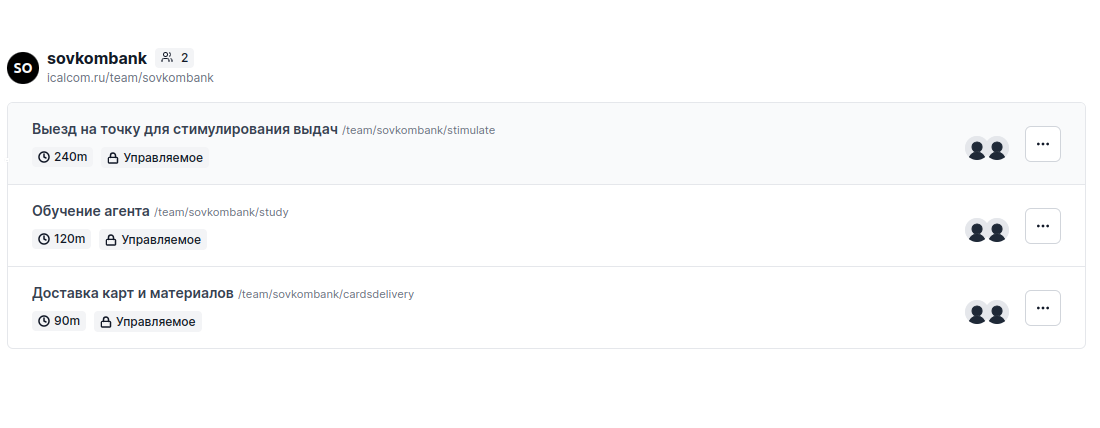 SO
sovkombank 2
icalcom.ru/team/sovkombank
Выезд на точку для стимулирования выдач /team/sovkombank/stimulate
240m Управляемое
Обучение агента /team/sovkombank/study
120m Управляемое
Доставка карт и материалов /team/sovkombank/cardsdelivery
90m Управляемое